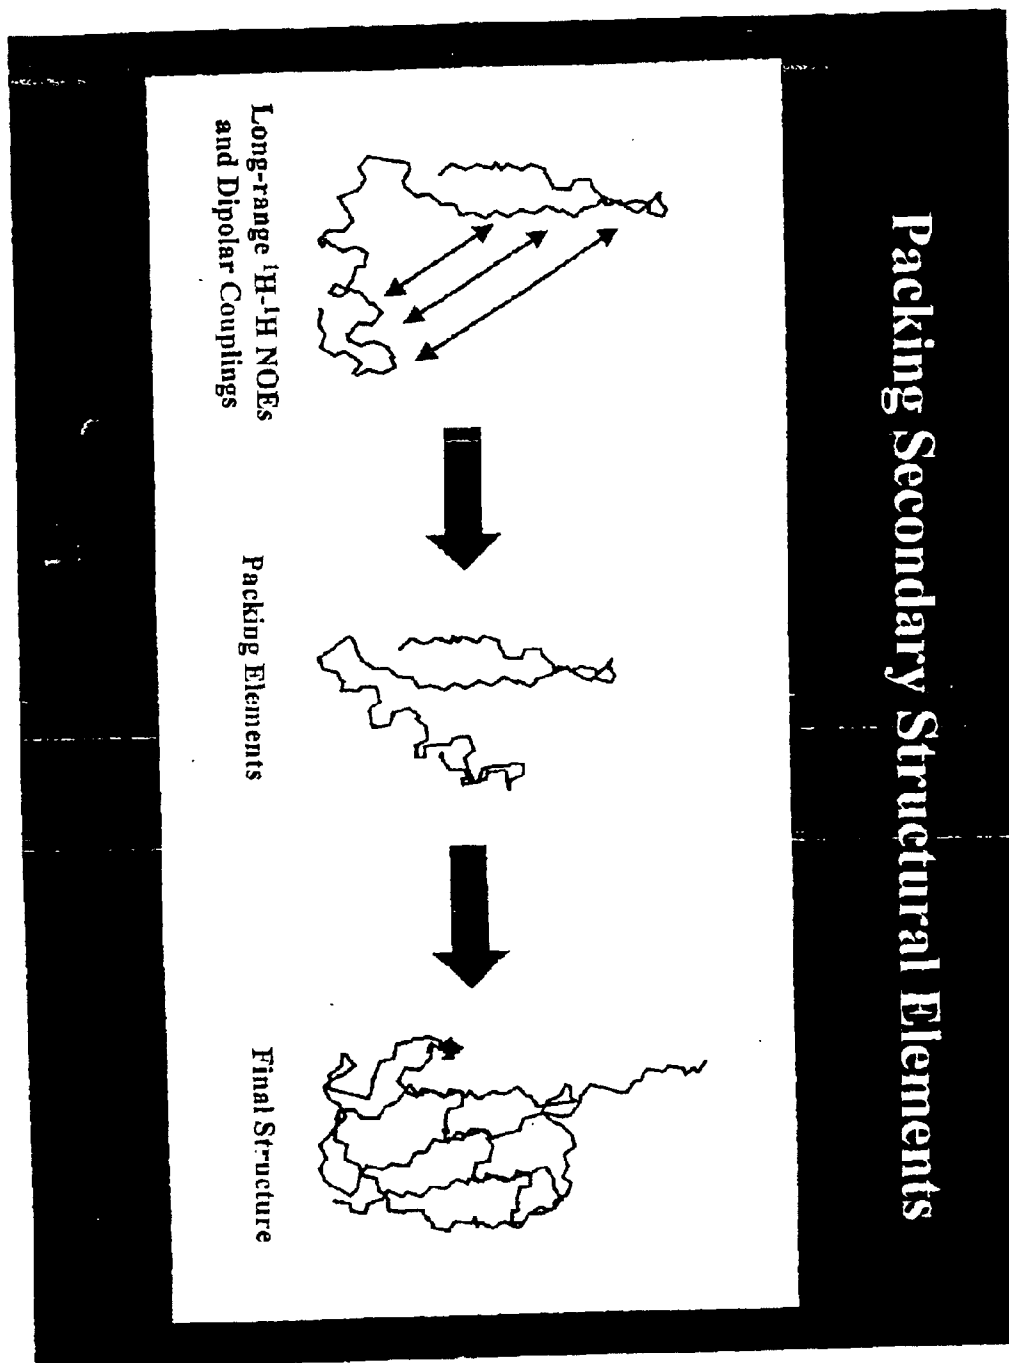 Packing Secondary Structural Elements
Long-range ¹H-¹H NOEs
and Dipolar Couplings
Packing Elements
Final Structure